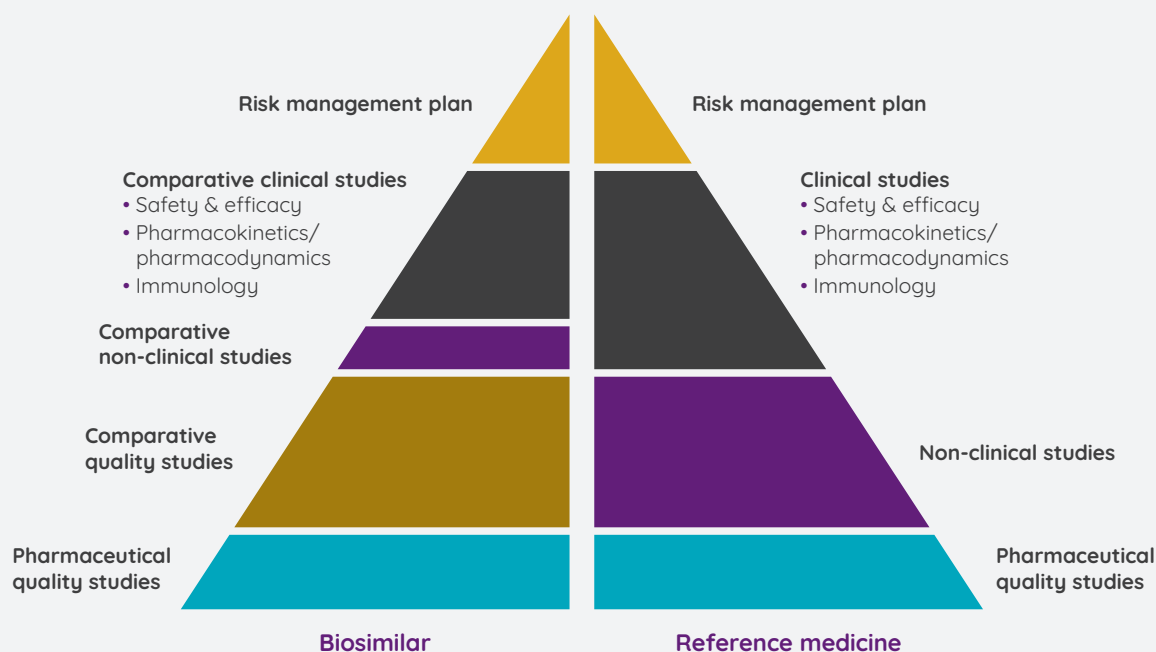 Risk management plan
Comparative clinical studies
• Safety & efficacy
• Pharmacokinetics/
pharmacodynamics
• Immunology
Comparative
non-clinical studies
Comparative
quality studies
Pharmaceutical
quality studies
Biosimilar
Risk management plan
Clinical studies
• Safety & efficacy
• Pharmacokinetics/
pharmacodynamics
• Immunology
Non-clinical studies
Pharmaceutical
quality studies
Reference medicine